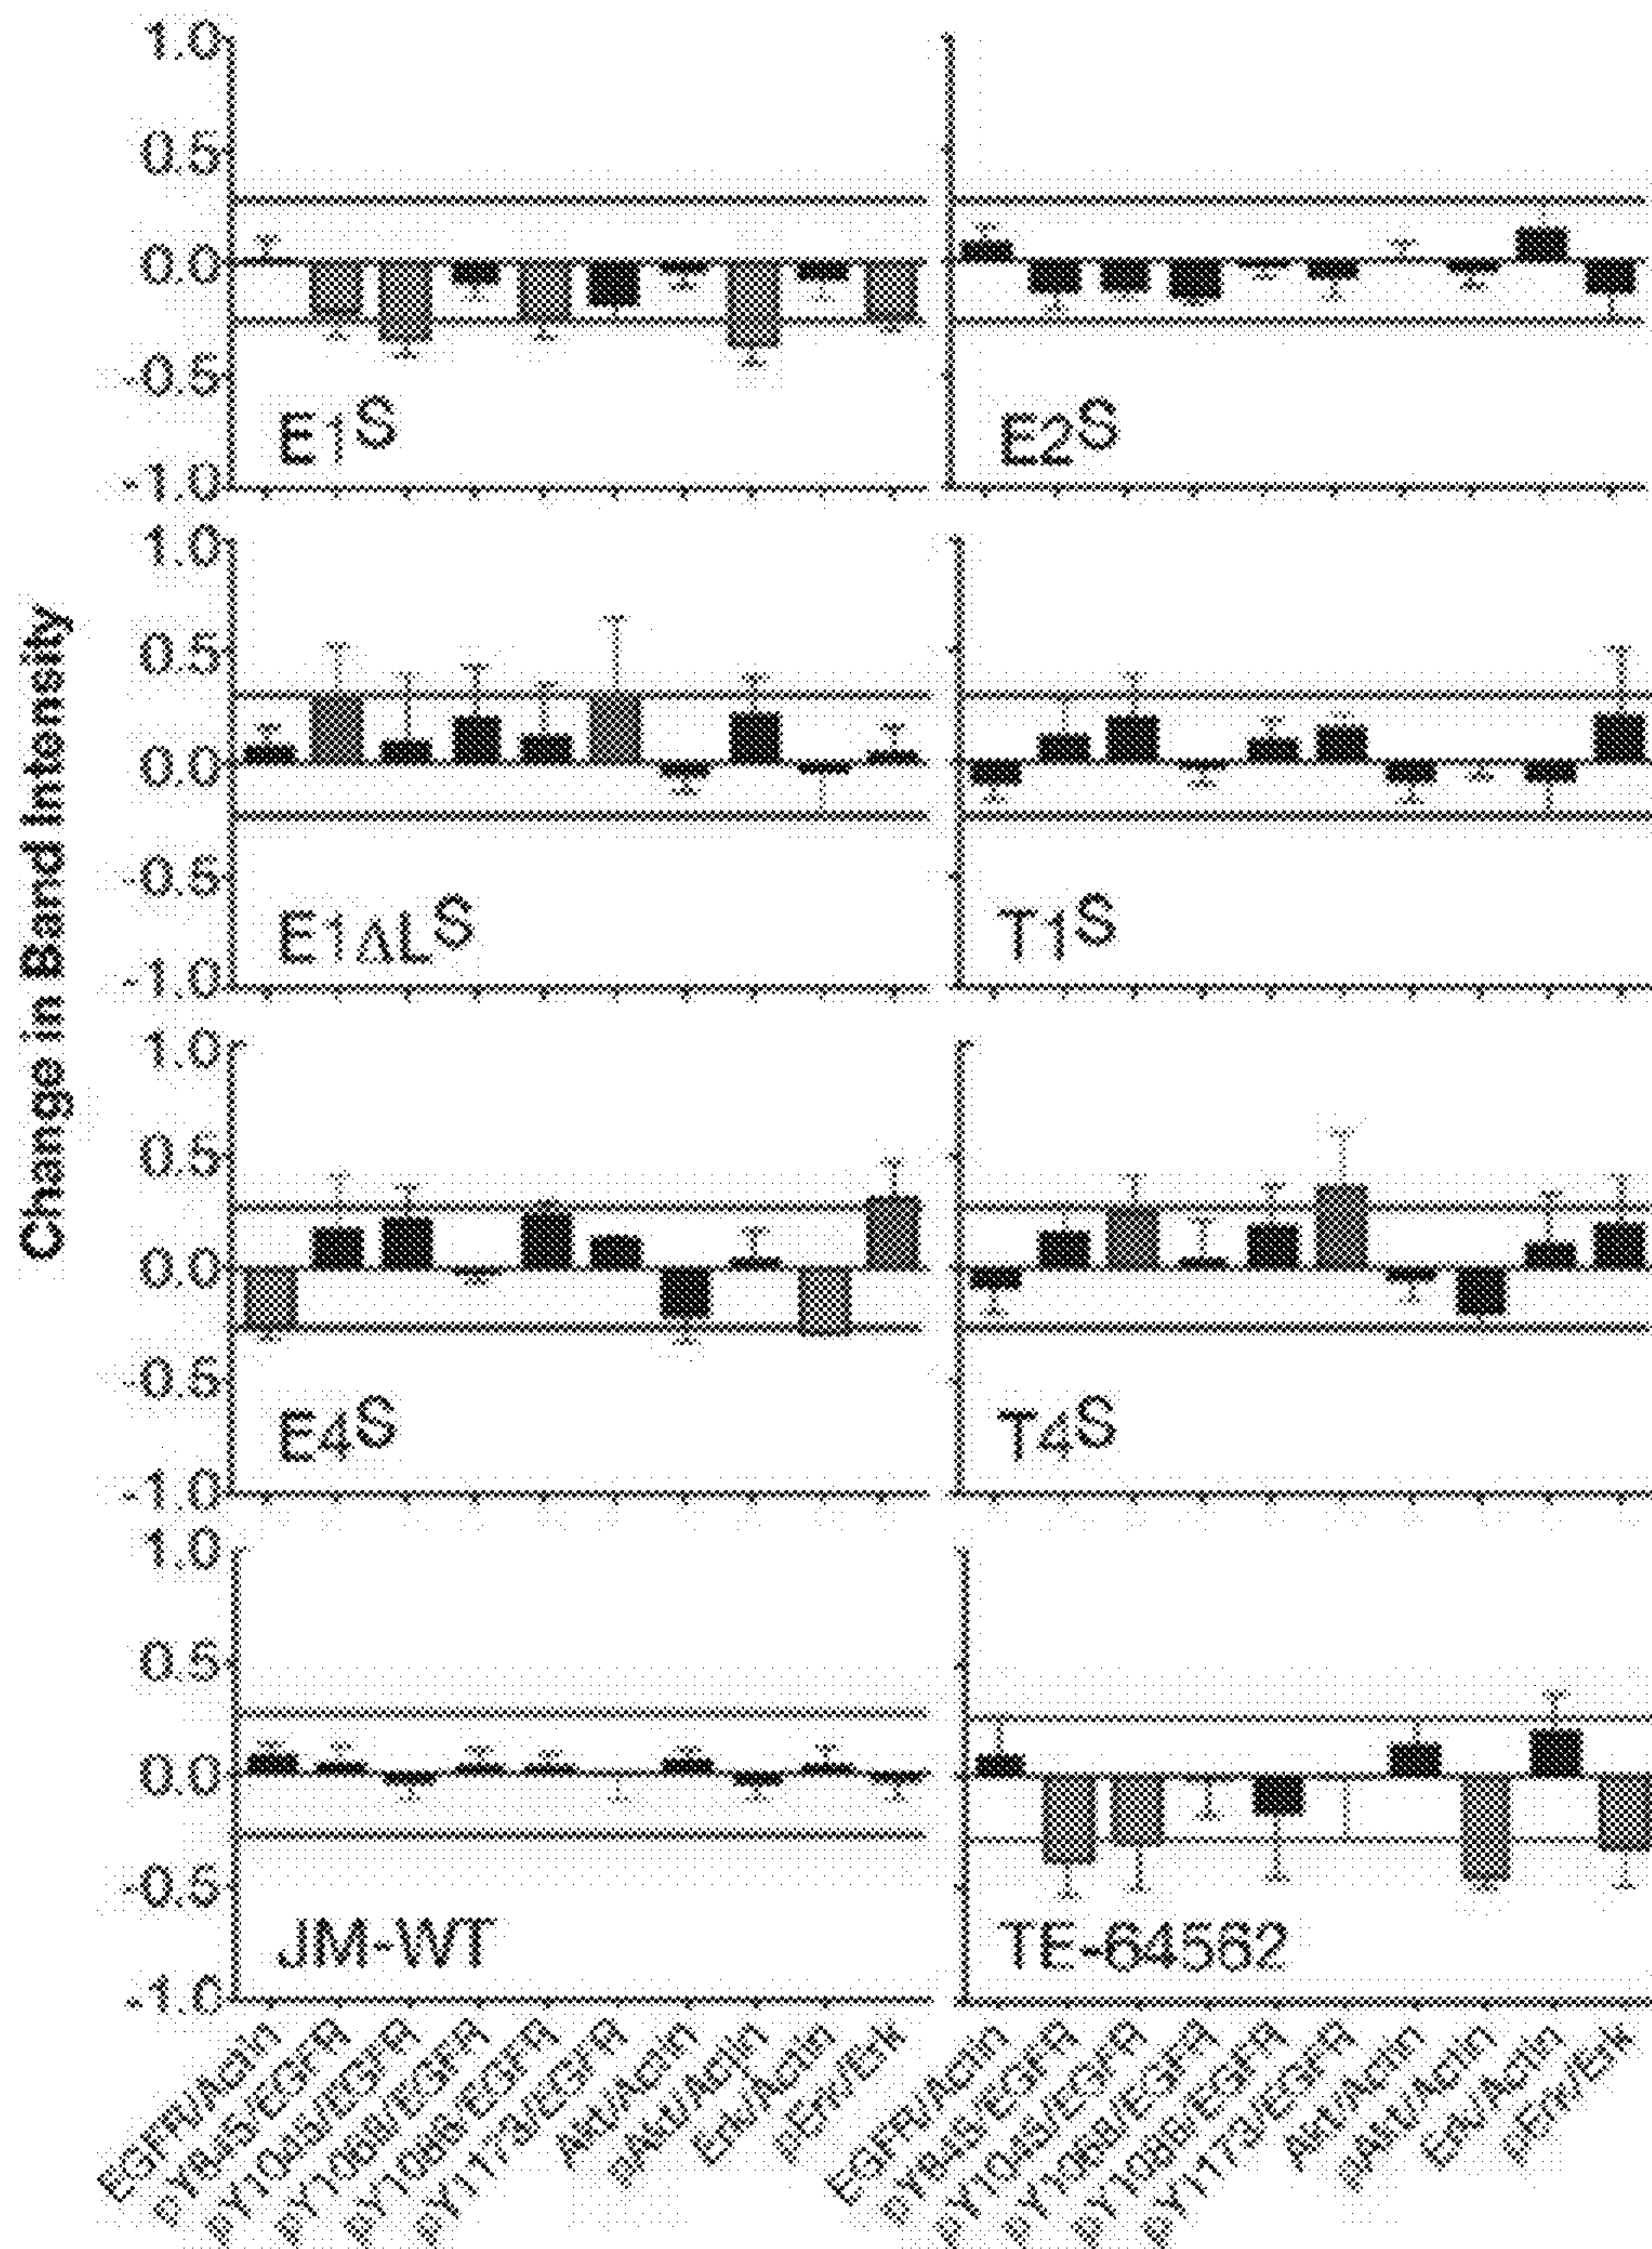 Change in Band Intensity
1.0
0.5
0.0
-0.5
-1.0
E1S
E2S
1.0
0.5
0.0
-0.5
-1.0
E1ΔLS
T1S
1.0
0.5
0.0
-0.5
-1.0
E4S
T4S
1.0
0.5
0.0
-0.5
-1.0
JM-WT
TE-64562
EGFR/Actin
pY845/EGFR
pY1045/EGFR
pY1068/EGFR
pY1086/EGFR
pY1173/EGFR
Akt/Actin
pAkt/Actin
Erk/Actin
pErk/Erk
EGFR/Actin
pY845/EGFR
pY1045/EGFR
pY1068/EGFR
pY1086/EGFR
pY1173/EGFR
Akt/Actin
pAkt/Actin
Erk/Actin
pErk/Erk